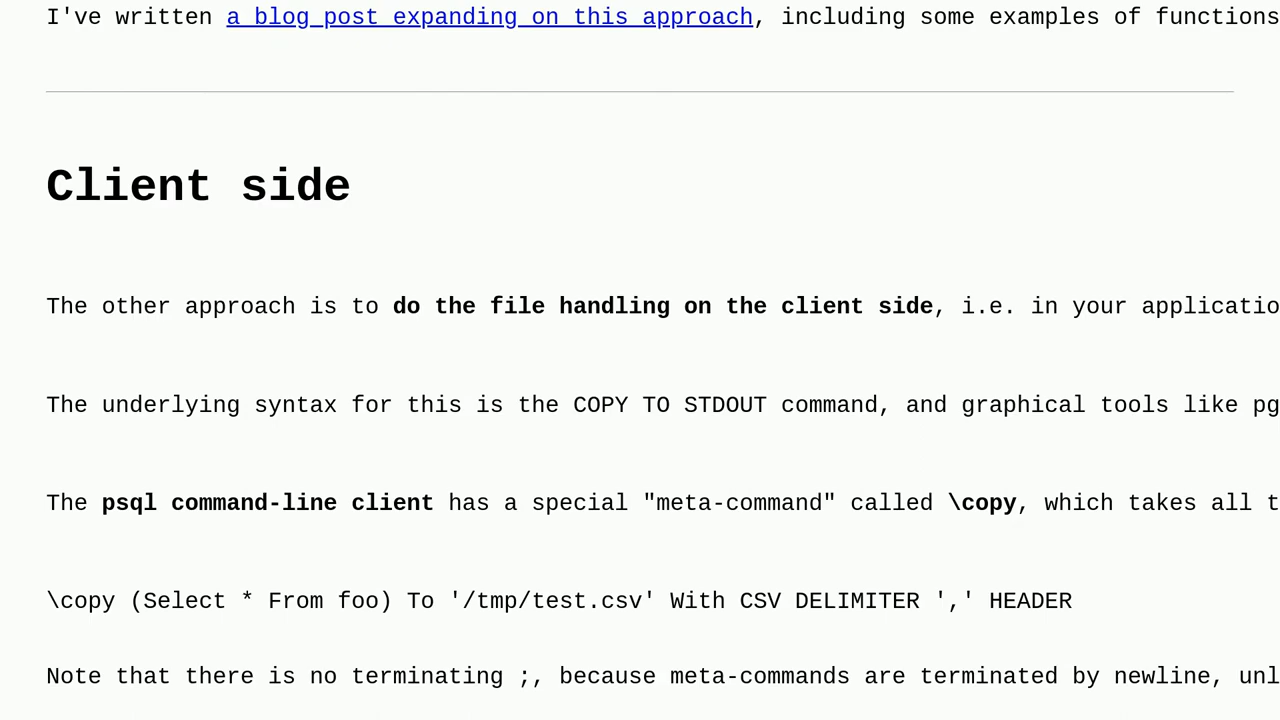 I've written a blog post expanding on this approach, including some examples of functions
Client side
The other approach is to do the file handling on the client side, i.e. in your applicatio
The underlying syntax for this is the COPY TO STDOUT command, and graphical tools like pg
The psql command-line client has a special "meta-command" called \copy, which takes all t
\copy (Select * From foo) To '/tmp/test.csv' With CSV DELIMITER ',' HEADER
Note that there is no terminating ;, because meta-commands are terminated by newline, unl